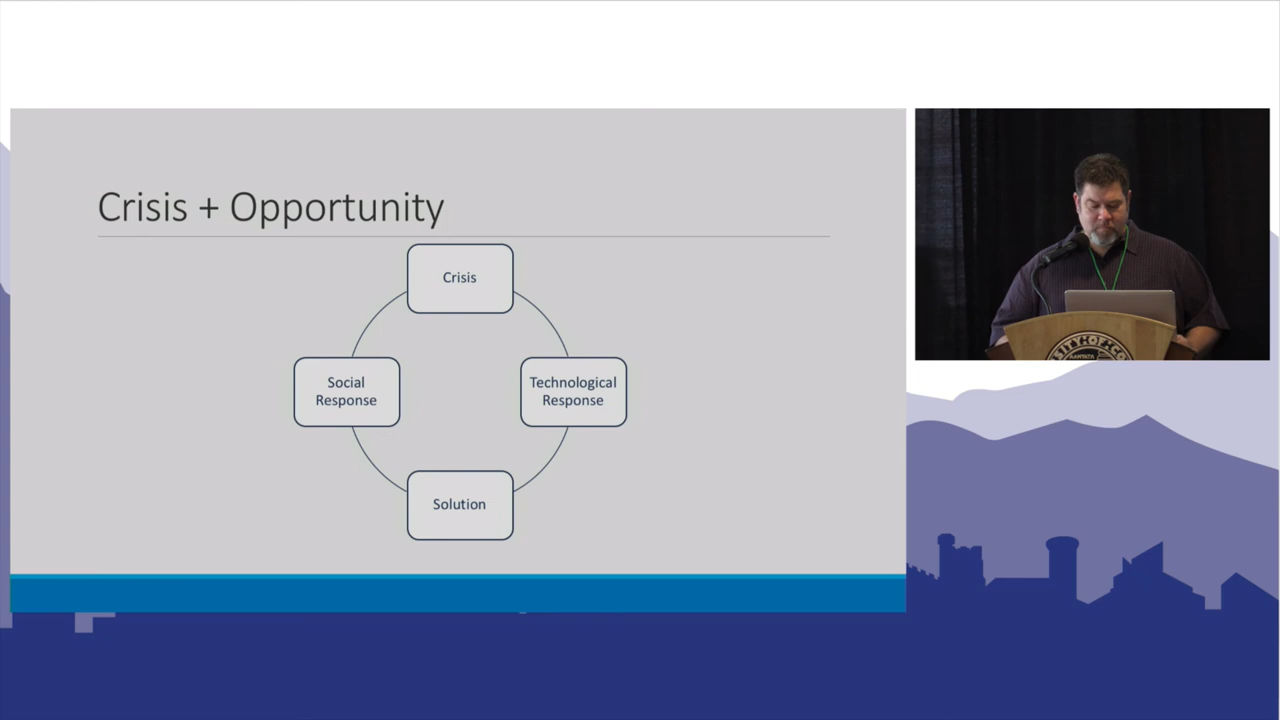 Crisis + Opportunity
Crisis
Social
Response
Technological
Response
Solution